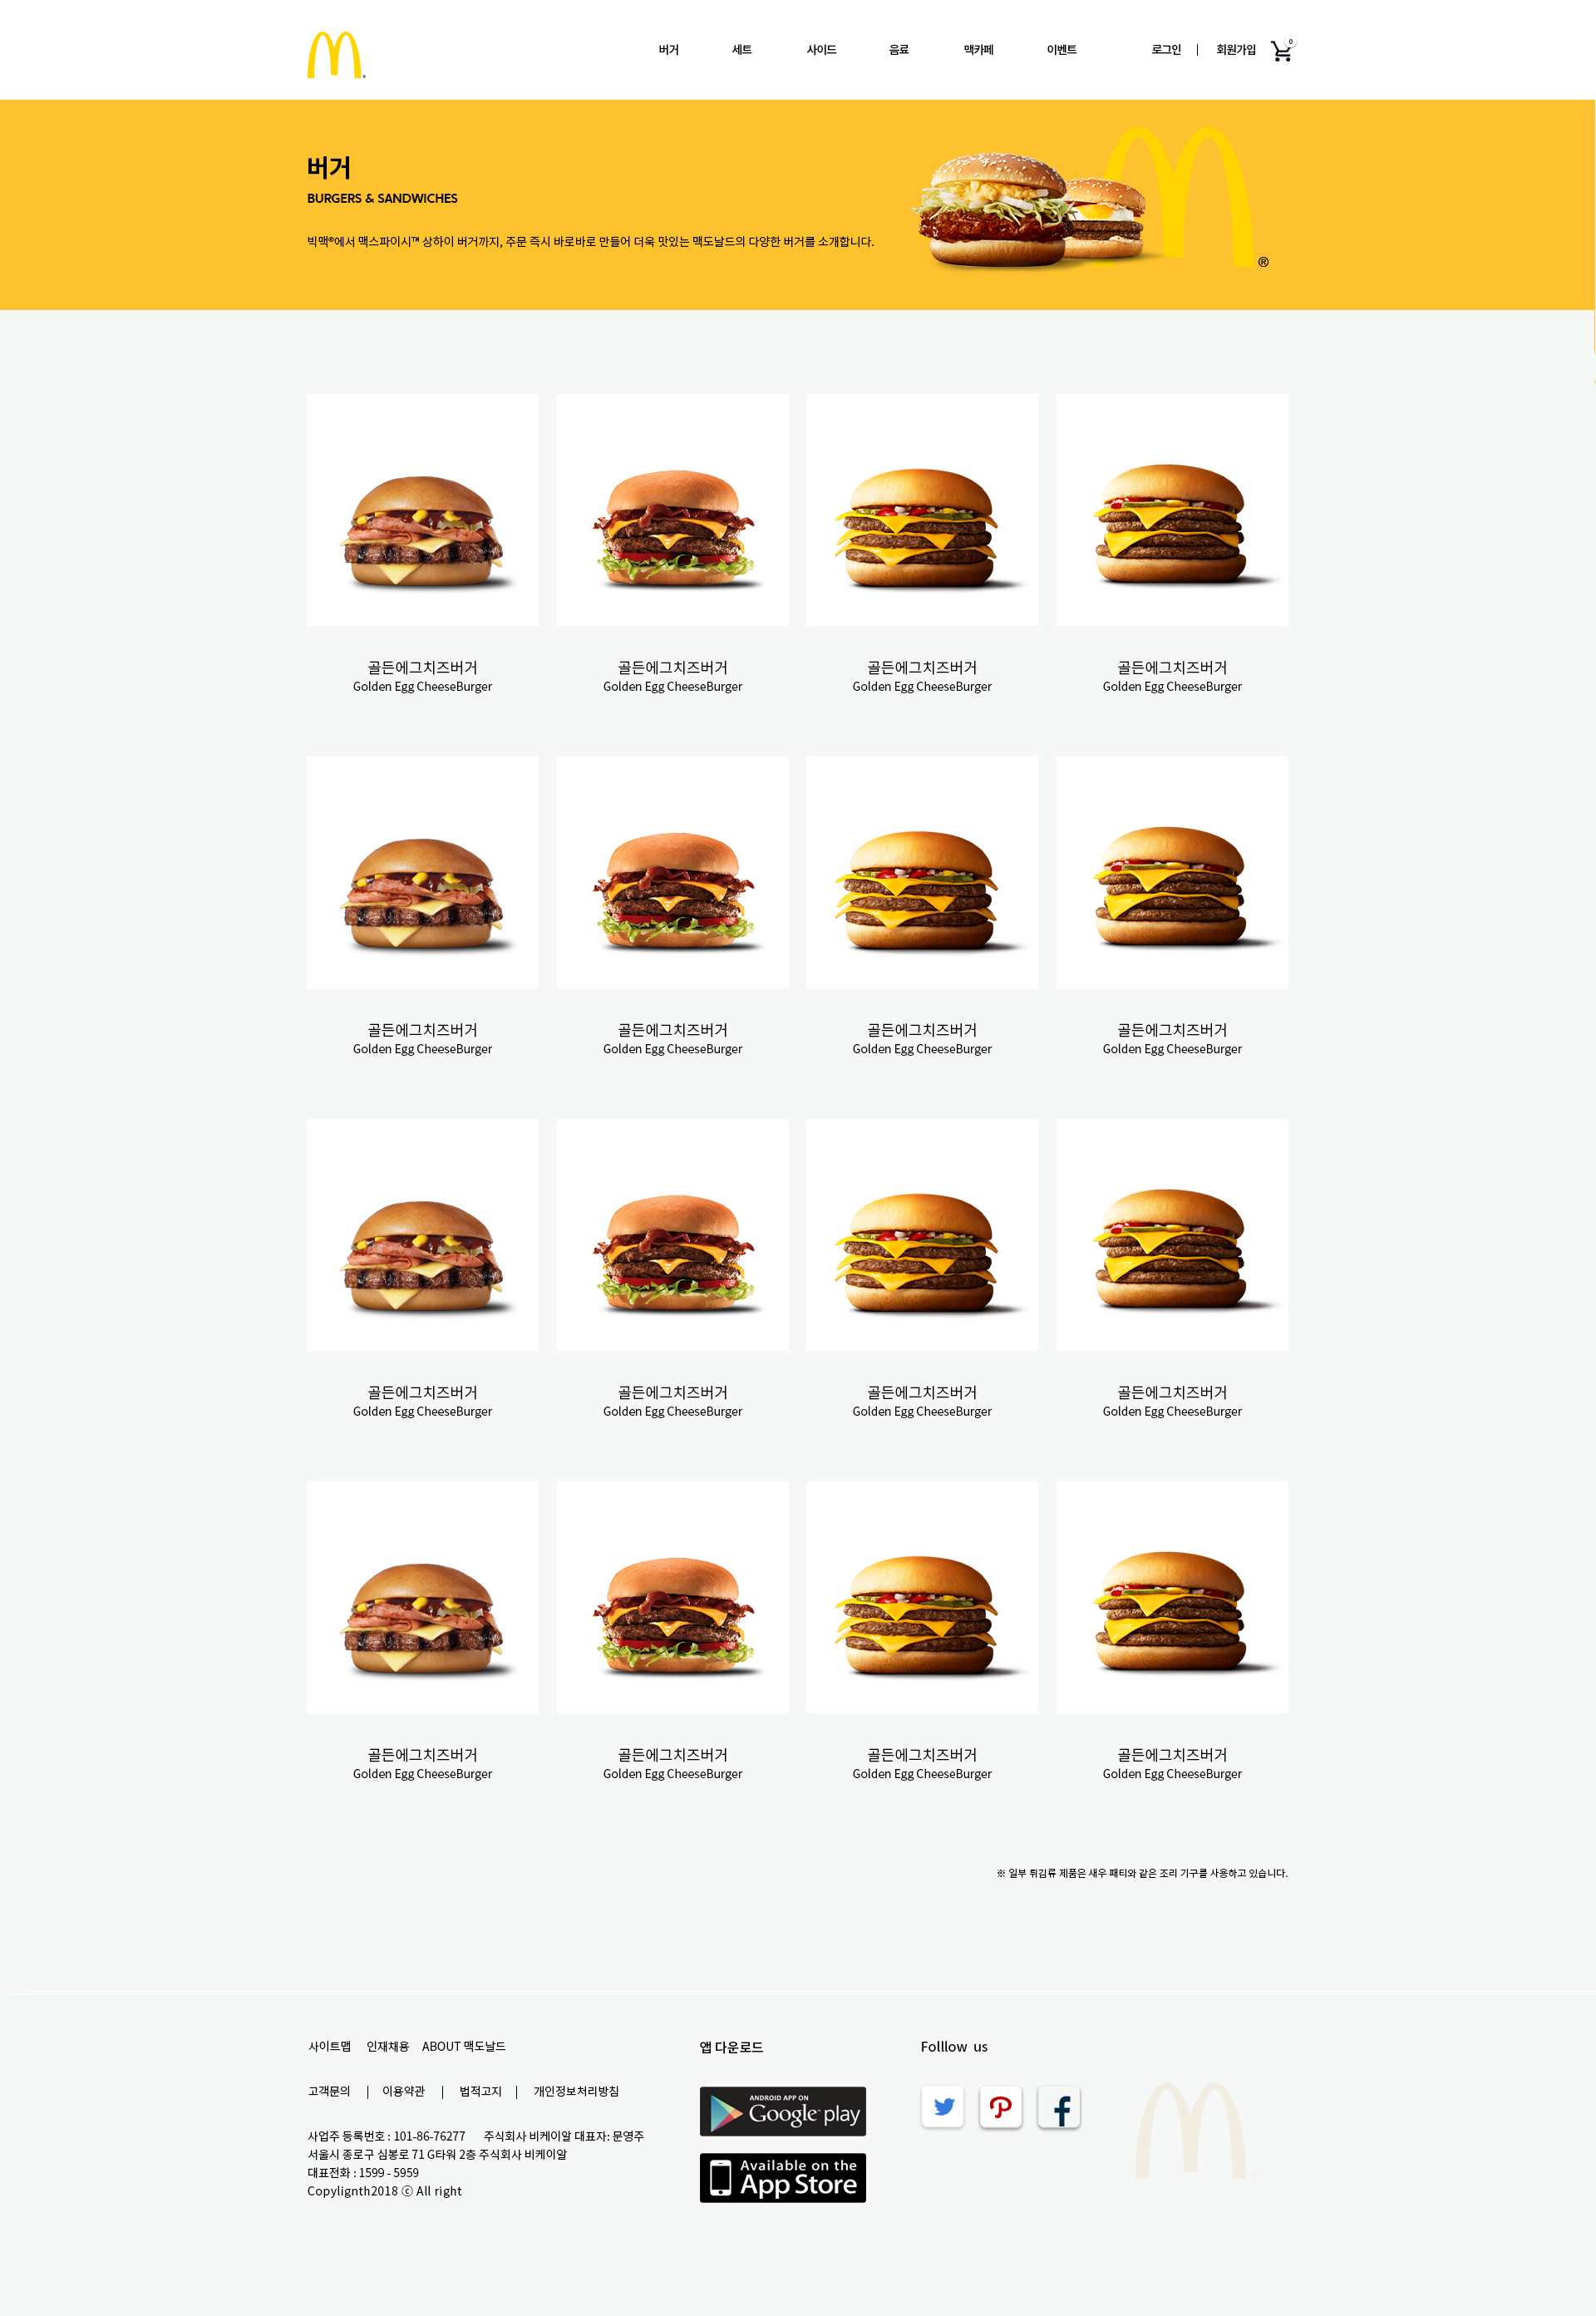 버거 세트 사이드 음료 맥카페 이벤트 로그인 | 회원가입 0
버거
BURGERS & SANDWICHES
빅맥®에서 맥스파이시™ 상하이 버거까지, 주문 즉시 바로바로 만들어 더욱 맛있는 맥도날드의 다양한 버거를 소개합니다.
®
골든에그치즈버거 골든에그치즈버거 골든에그치즈버거 골든에그치즈버거
Golden Egg CheeseBurger Golden Egg CheeseBurger Golden Egg CheeseBurger Golden Egg CheeseBurger
골든에그치즈버거 골든에그치즈버거 골든에그치즈버거 골든에그치즈버거
Golden Egg CheeseBurger Golden Egg CheeseBurger Golden Egg CheeseBurger Golden Egg CheeseBurger
골든에그치즈버거 골든에그치즈버거 골든에그치즈버거 골든에그치즈버거
Golden Egg CheeseBurger Golden Egg CheeseBurger Golden Egg CheeseBurger Golden Egg CheeseBurger
골든에그치즈버거 골든에그치즈버거 골든에그치즈버거 골든에그치즈버거
Golden Egg CheeseBurger Golden Egg CheeseBurger Golden Egg CheeseBurger Golden Egg CheeseBurger
※ 일부 튀김류 제품은 새우 패티와 같은 조리 기구를 사용하고 있습니다.
사이트맵 인재채용 ABOUT 맥도날드
고객문의 | 이용약관 | 법적고지 | 개인정보처리방침
사업주 등록번호 : 101-86-76277 주식회사 비케이알 대표자: 문영주
서울시 종로구 심봉로 71 G타워 2층 주식회사 비케이알
대표전화 : 1599 - 5959
Copylignth2018 ⓒ All right
앱 다운로드
ANDROID APP ON
Google play
Available on the
App Store
Folllow us